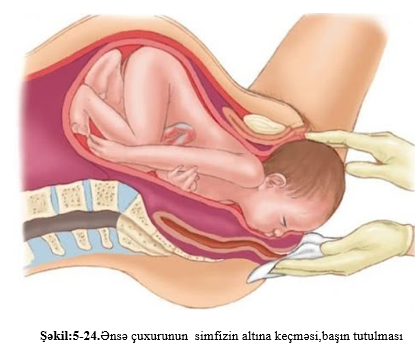 Şəkil:5-24.Ənsə çuxurunun simfizin altına keçməsi,başın tutulması